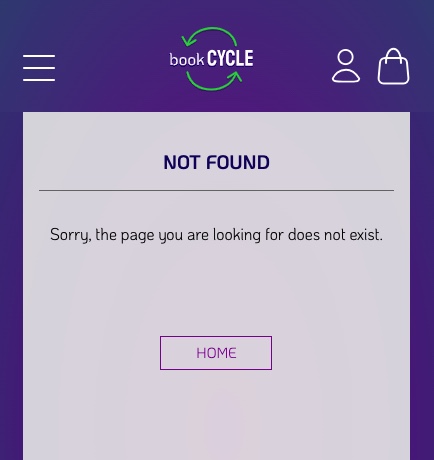 book CYCLE
NOT FOUND
Sorry, the page you are looking for does not exist.
HOME